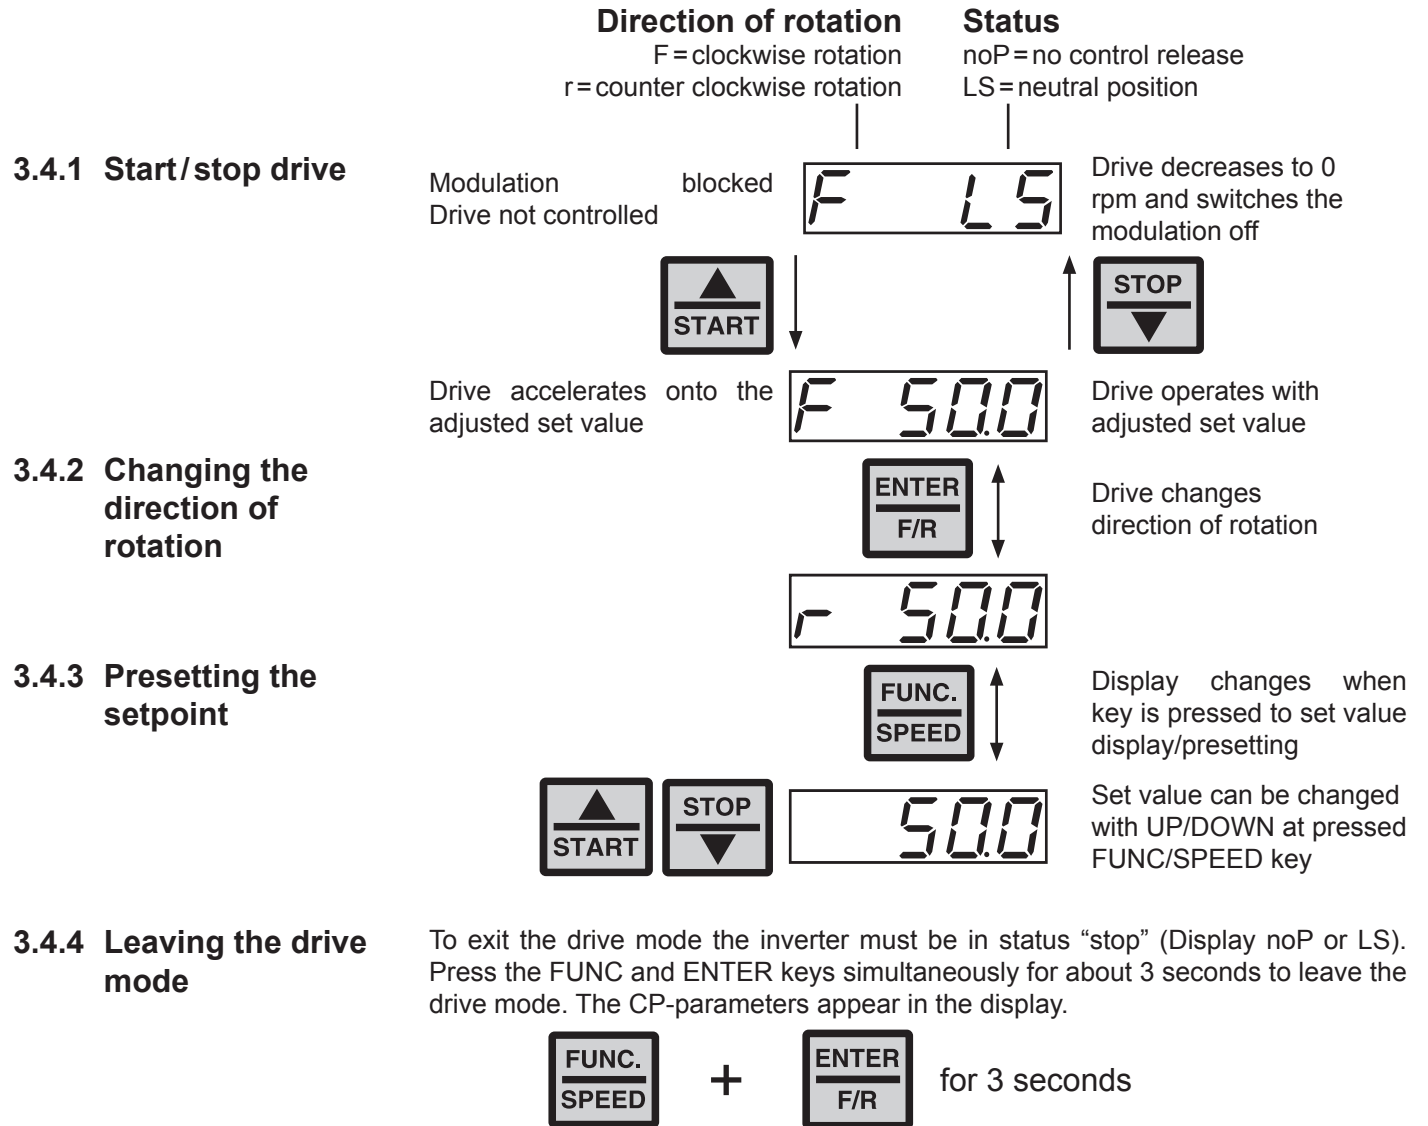 Direction of rotation Status
F = clockwise rotation noP = no control release
r = counter clockwise rotation LS = neutral position
3.4.1 Start / stop drive
Modulation blocked
Drive not controlled
F LS
Drive decreases to 0
rpm and switches the
modulation off
START
STOP
Drive accelerates onto the
adjusted set value
F 50.0
Drive operates with
adjusted set value
3.4.2 Changing the
direction of
rotation
ENTER
F/R
Drive changes
direction of rotation
r 50.0
3.4.3 Presetting the
setpoint
FUNC.
SPEED
Display changes when
key is pressed to set value
display/presetting
START
STOP
50.0
Set value can be changed
with UP/DOWN at pressed
FUNC/SPEED key
3.4.4 Leaving the drive
mode
To exit the drive mode the inverter must be in status “stop” (Display noP or LS).
Press the FUNC and ENTER keys simultaneously for about 3 seconds to leave the
drive mode. The CP-parameters appear in the display.
FUNC.
SPEED
+
ENTER
F/R
for 3 seconds